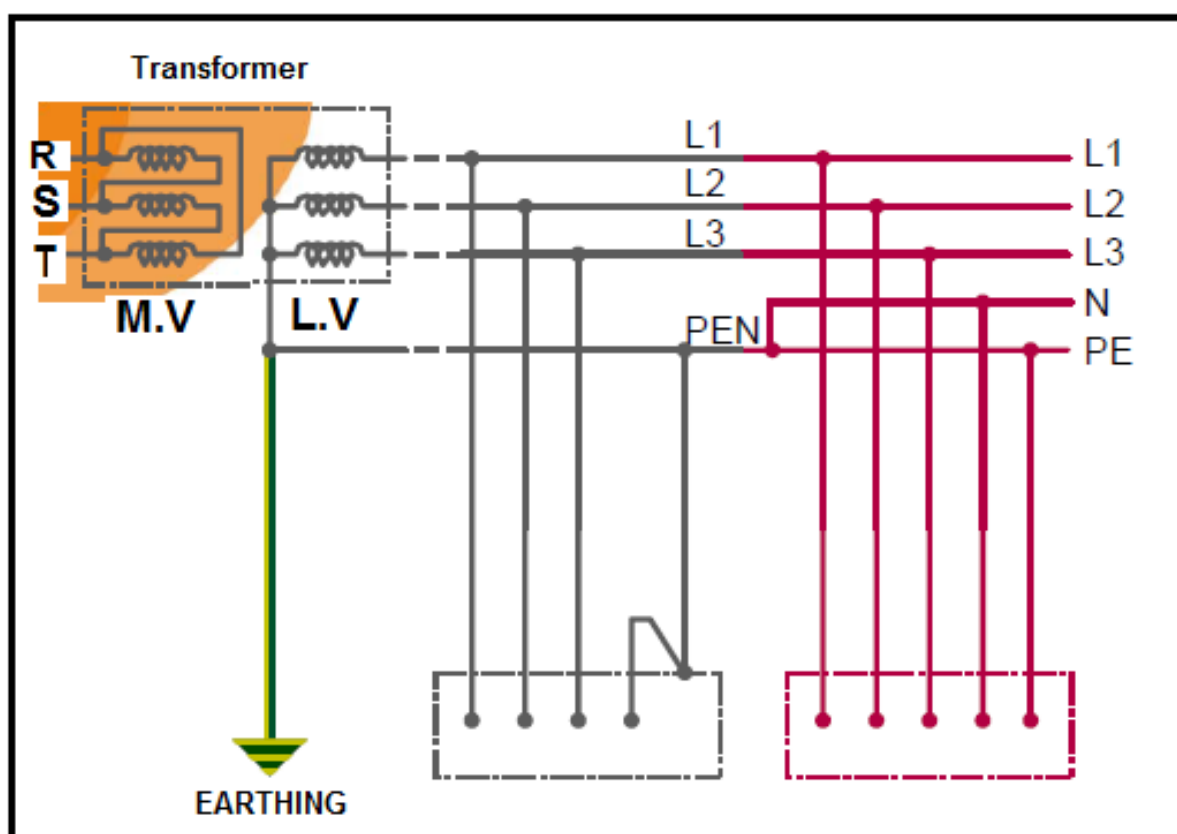 Transformer
R
S
T
M.V
L.V
L1
L2
L3
PEN
L1
L2
L3
N
PE
EARTHING